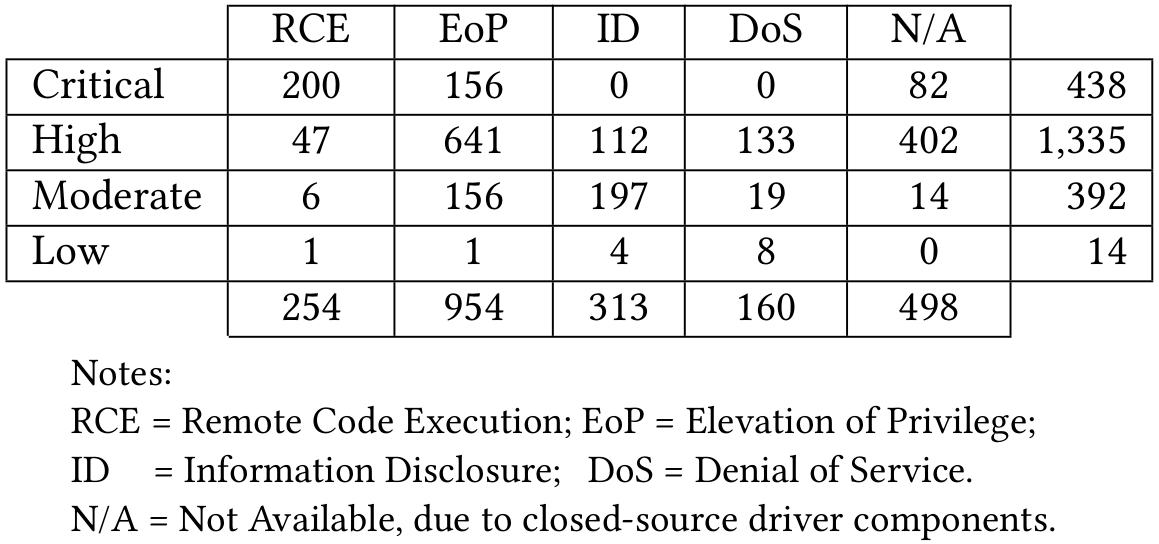 RCE EoP ID DoS N/A
Critical 200 156 0 0 82 438
High 47 641 112 133 402 1,335
Moderate 6 156 197 19 14 392
Low 1 1 4 8 0 14
254 954 313 160 498
Notes:
RCE = Remote Code Execution; EoP = Elevation of Privilege;
ID = Information Disclosure; DoS = Denial of Service.
N/A = Not Available, due to closed-source driver components.